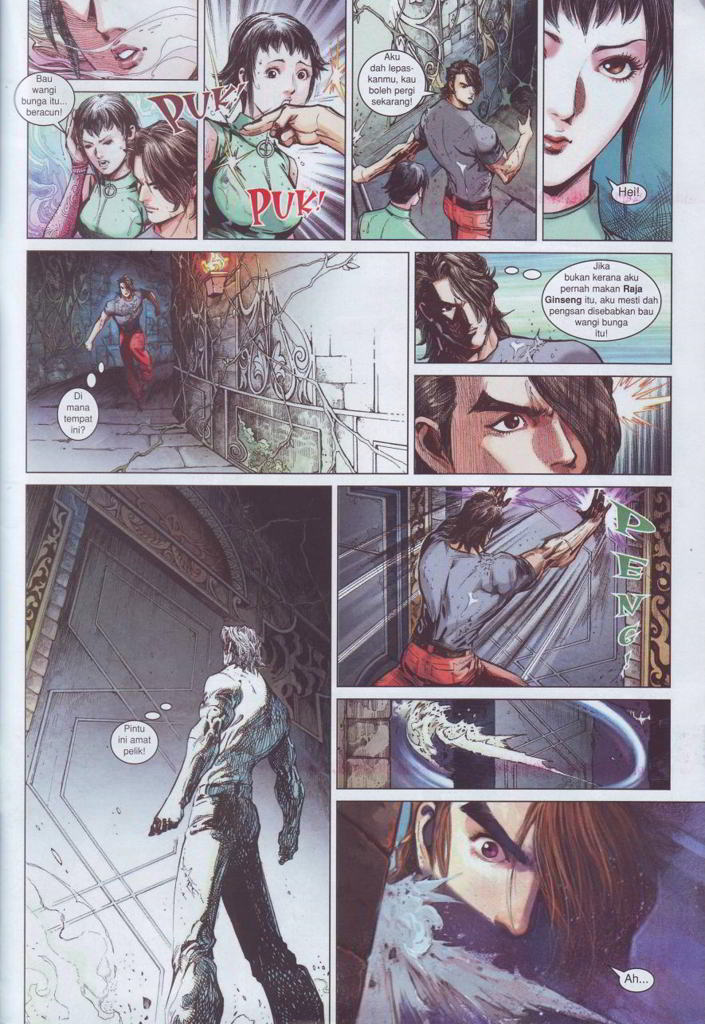 Bau
wangi
bunga itu...
beracun!
PUK!
PUK!
Aku
dah lepas-
kanmu, kau
boleh pergi
sekarang!
Hei!
Di
mana
tempat
ini?
Jika
bukan kerana aku
pernah makan Raja
Ginseng itu, aku mesti dah
pengsan disebabkan bau
wangi bunga
itu!
Pintu
ini amat
pelik!
PENG!
Ah...